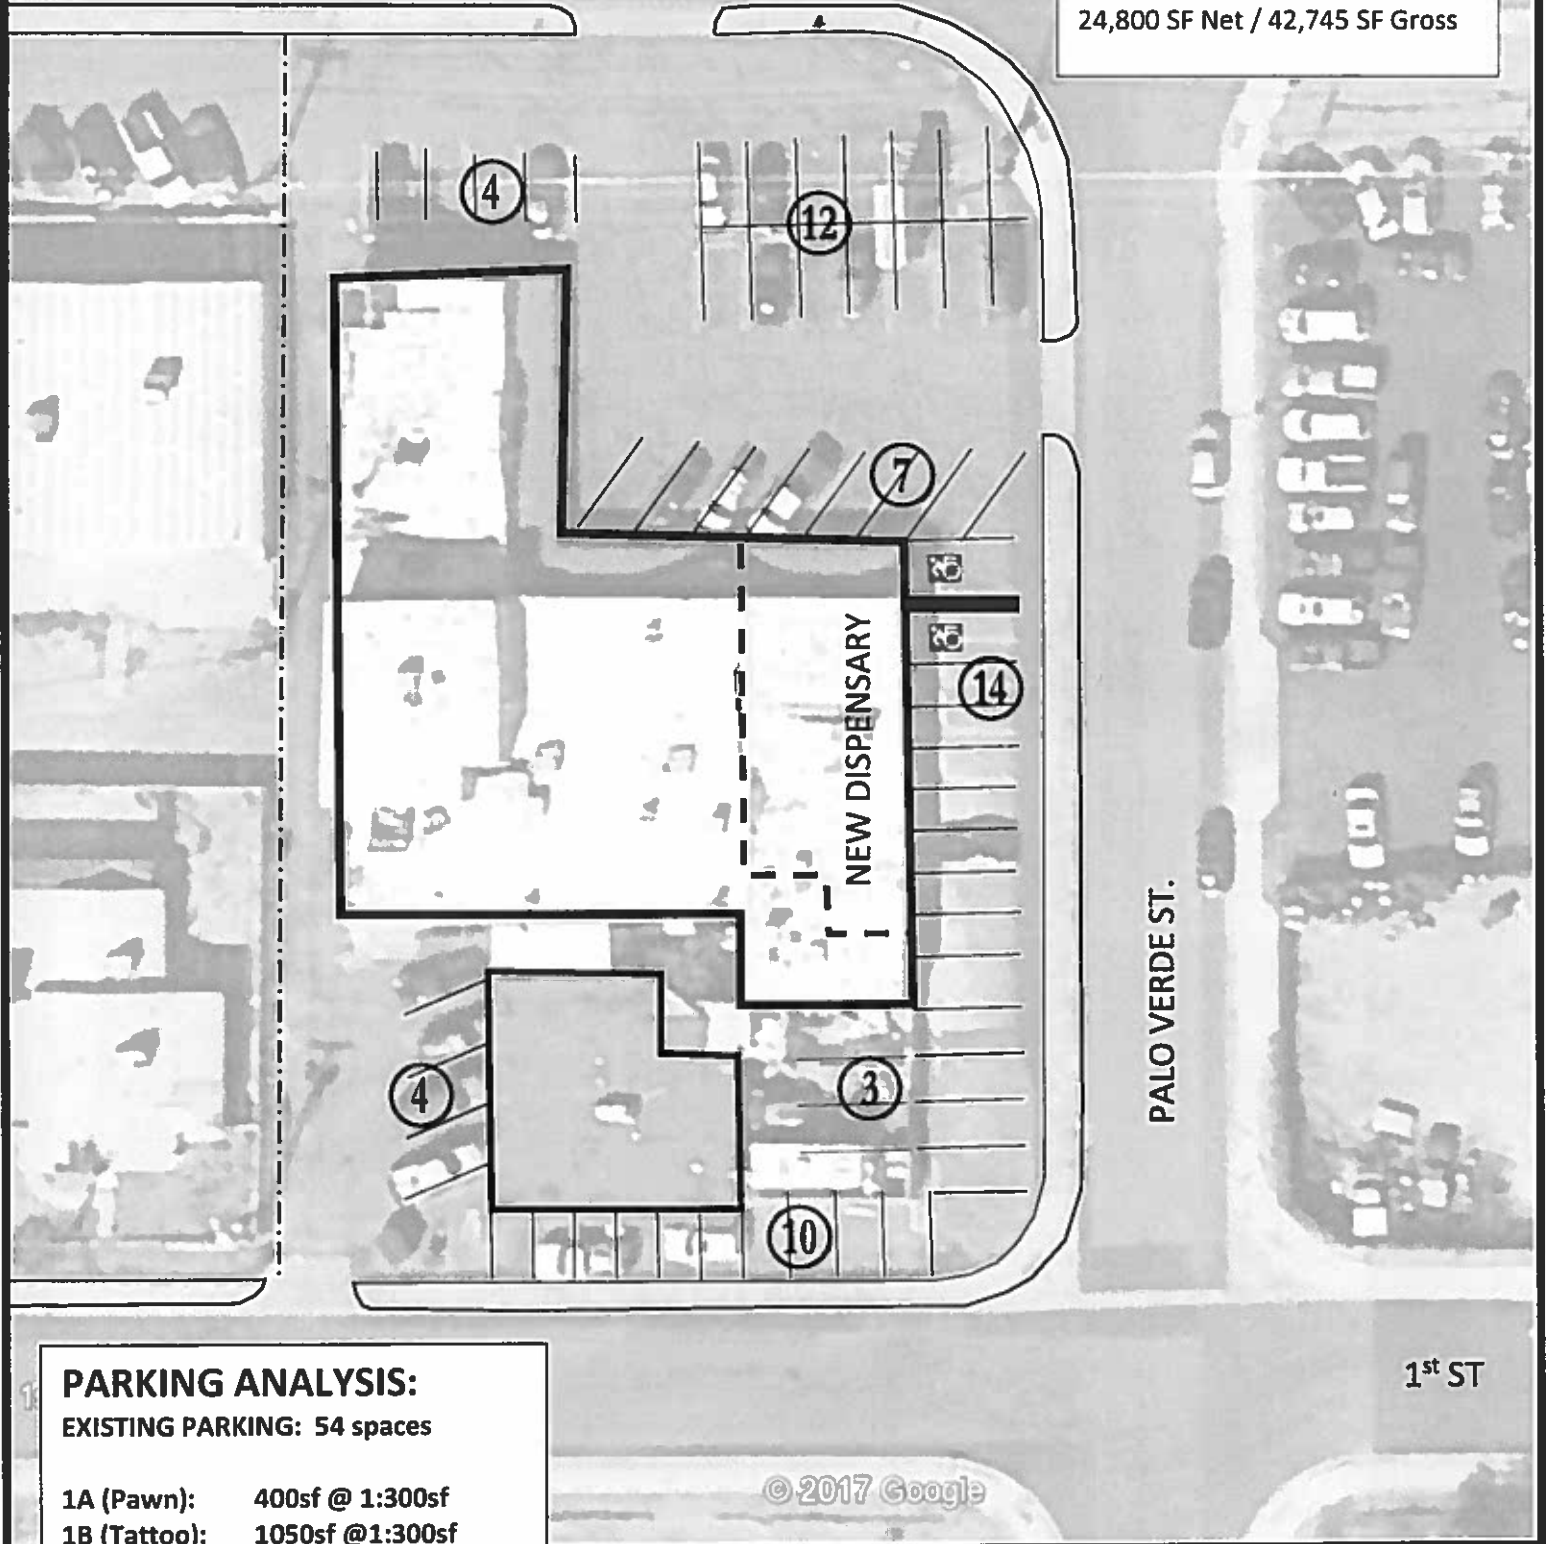 24,800 SF Net / 42,745 SF Gross
4
12
7
NEW DISPENSARY
14
PALO VERDE ST.
4
3
10
1st ST
PARKING ANALYSIS:
EXISTING PARKING: 54 spaces
1A (Pawn): 400sf @ 1:300sf
1B (Tattoo): 1050sf @1:300sf
© 2017 Google